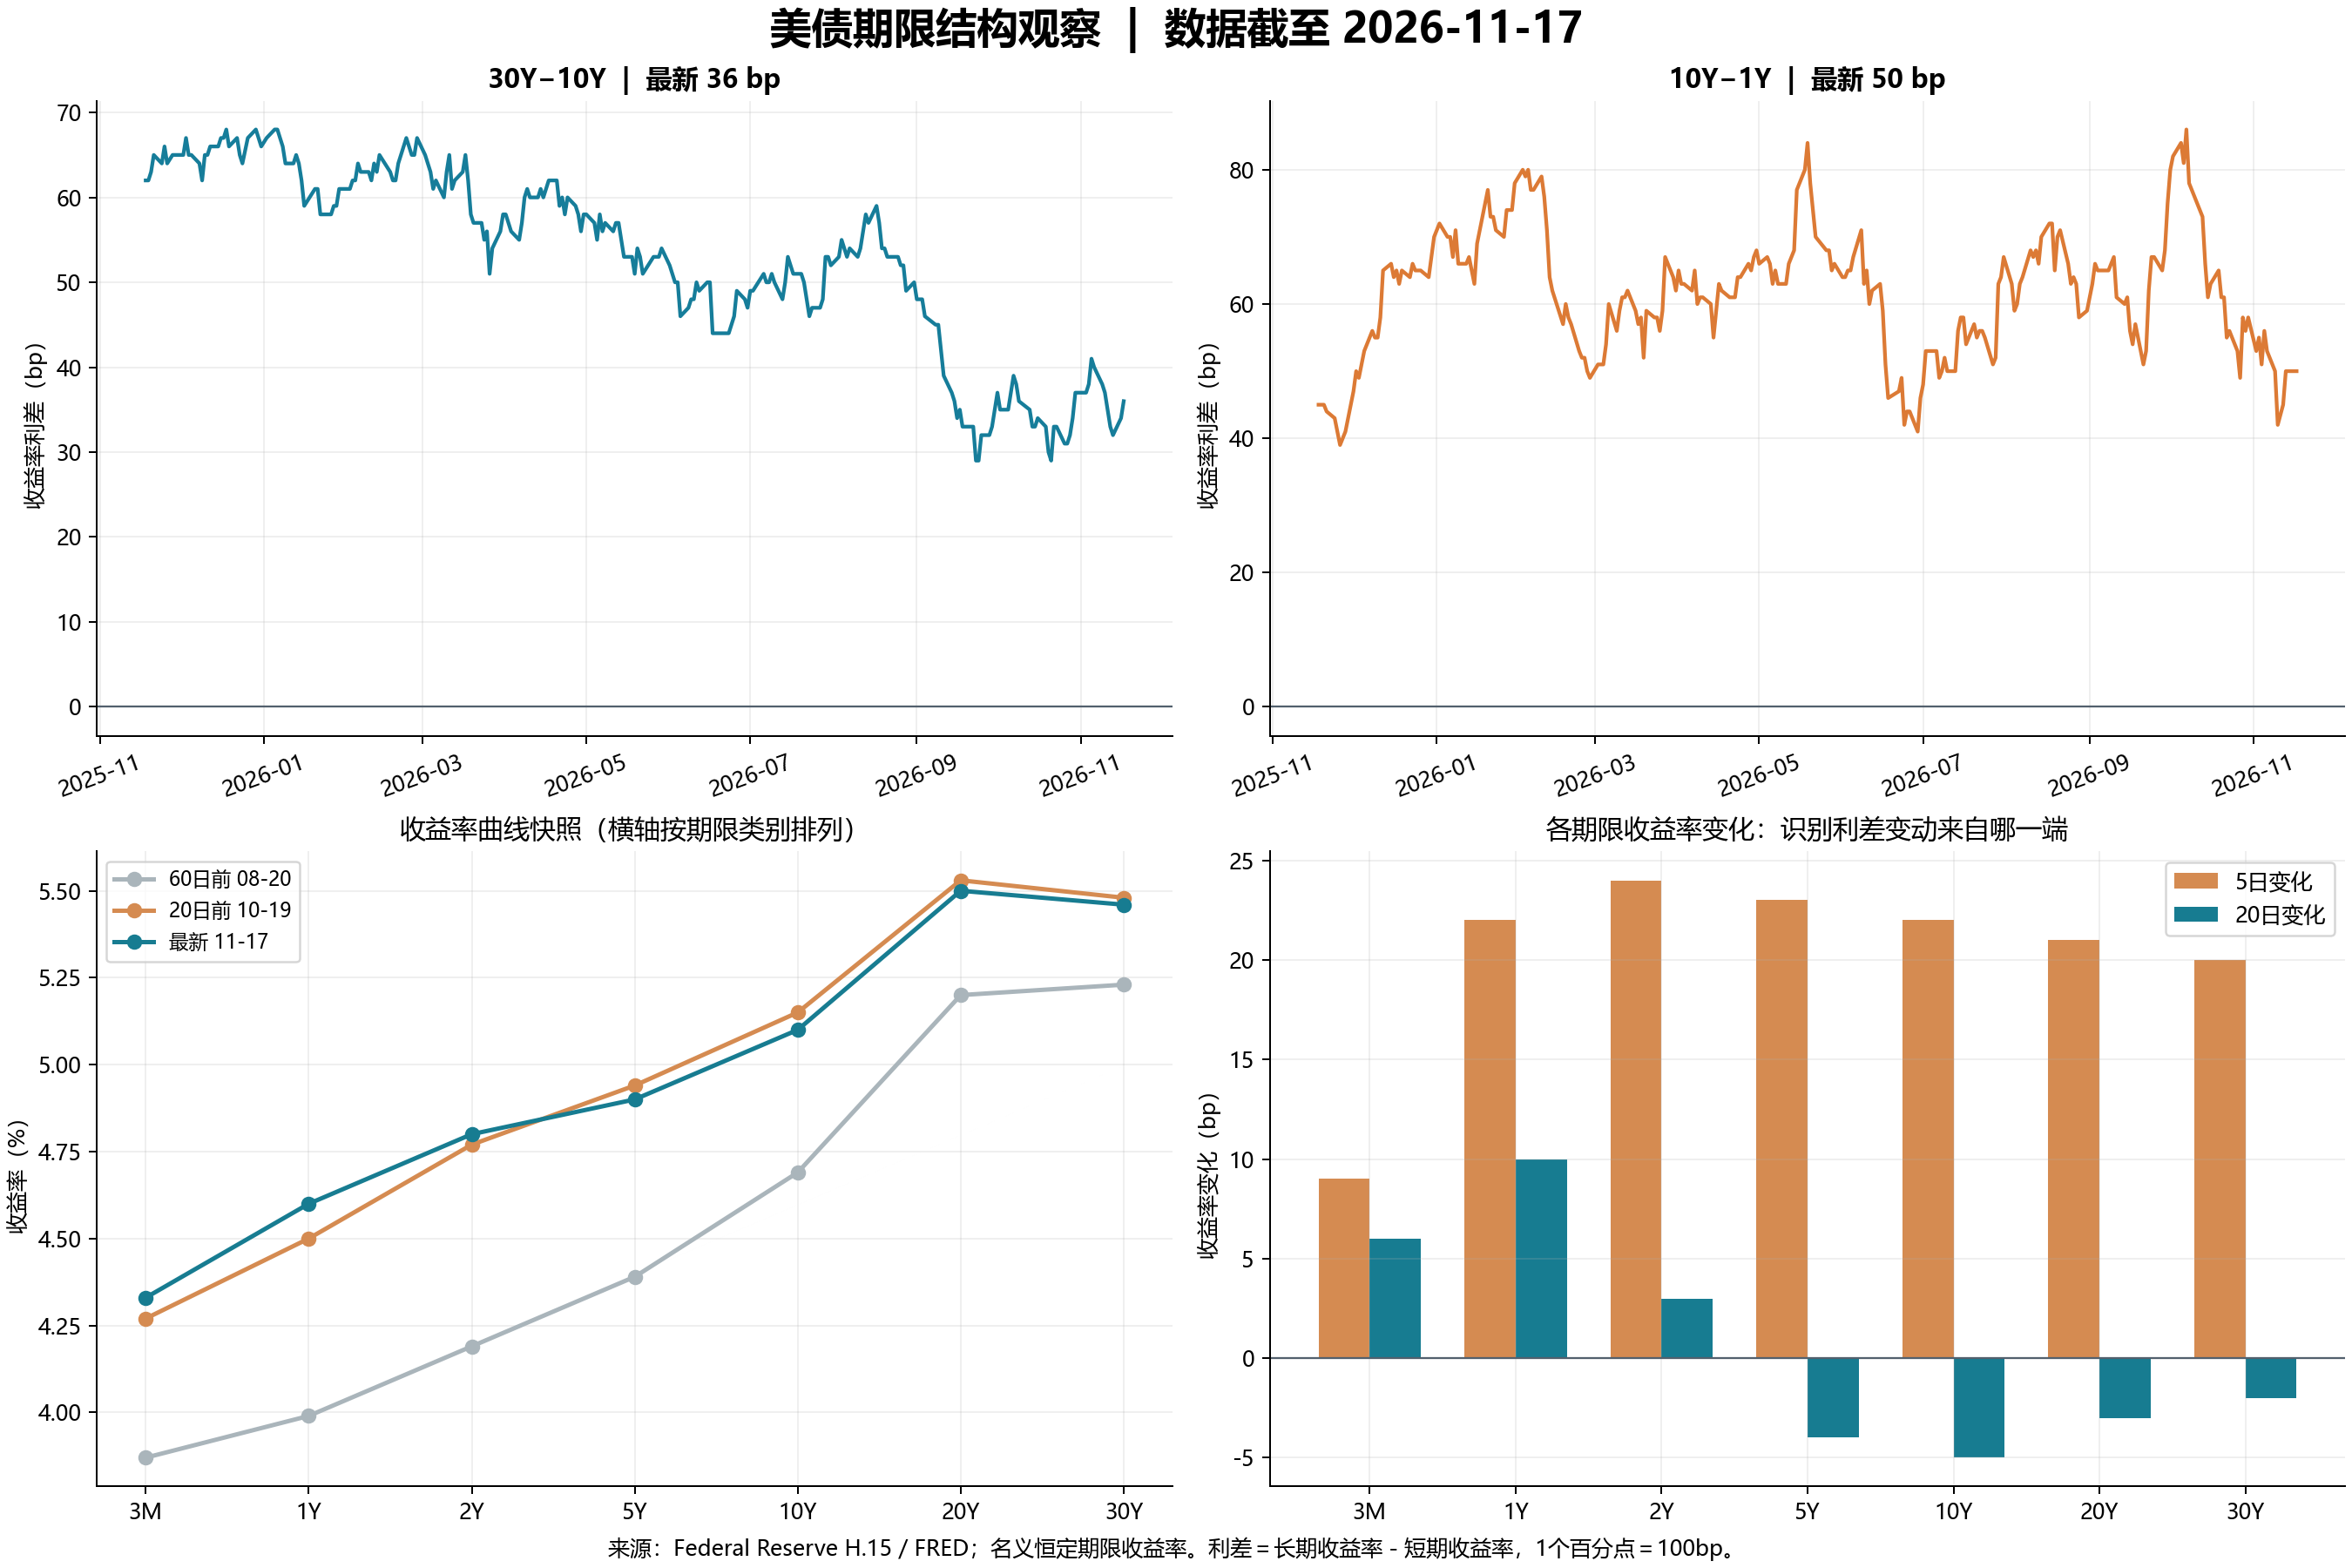 美债期限结构观察 | 数据截至 2026-11-17
30Y−10Y | 最新 36 bp
收益率利差（bp）
70
60
50
40
30
20
10
0
2025-11
2026-01
2026-03
2026-05
2026-07
2026-09
2026-11
10Y−1Y | 最新 50 bp
收益率利差（bp）
80
60
40
20
0
2025-11
2026-01
2026-03
2026-05
2026-07
2026-09
2026-11
收益率曲线快照（横轴按期限类别排列）
60日前 08-20
20日前 10-19
最新 11-17
收益率（%）
5.50
5.25
5.00
4.75
4.50
4.25
4.00
3M
1Y
2Y
5Y
10Y
20Y
30Y
各期限收益率变化：识别利差变动来自哪一端
5日变化
20日变化
收益率变化（bp）
25
20
15
10
5
0
-5
3M
1Y
2Y
5Y
10Y
20Y
30Y
来源：Federal Reserve H.15 / FRED；名义恒定期限收益率。利差＝长期收益率 - 短期收益率，1个百分点＝100bp。